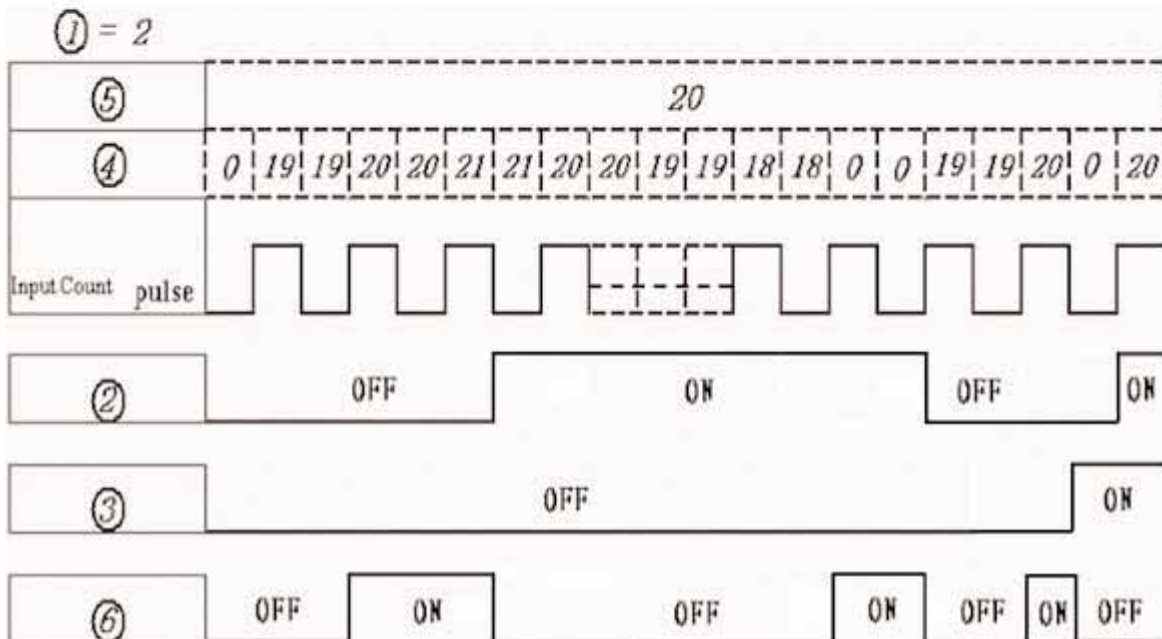 ① = 2
⑤ 20
④ 0 19 19 20 20 21 21 20 20 19 19 18 18 0 0 19 19 20 0 20
Input Count pulse
② OFF ON OFF ON
③ OFF ON
⑥ OFF ON OFF ON OFF ON OFF